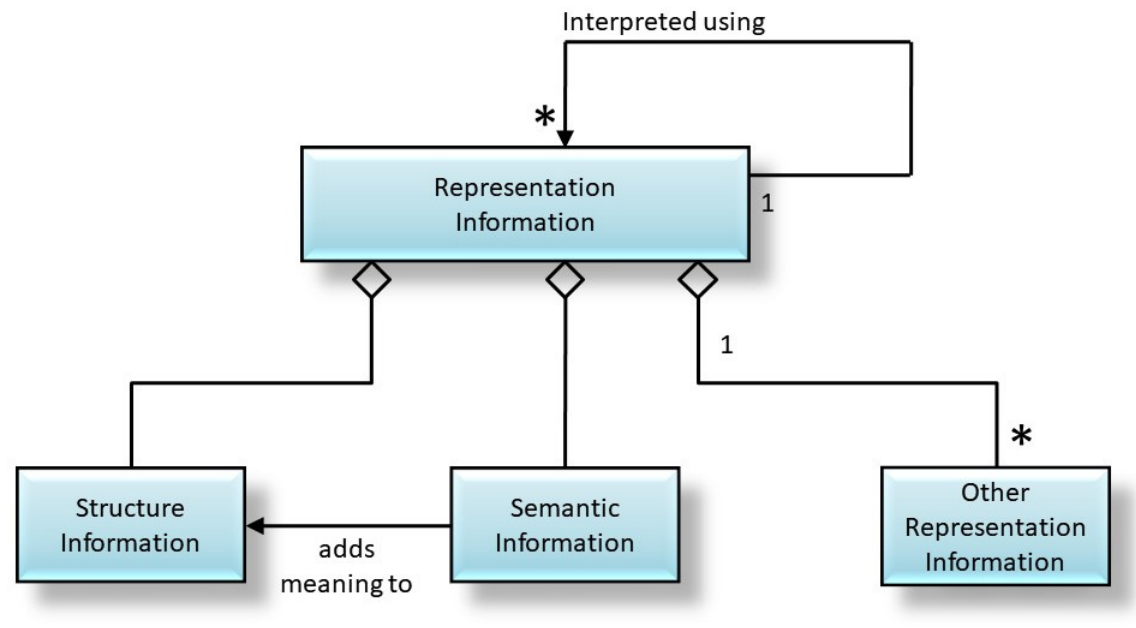 Interpreted using
*
Representation
Information
1
1
*
Structure
Information
adds
meaning to
Semantic
Information
Other
Representation
Information